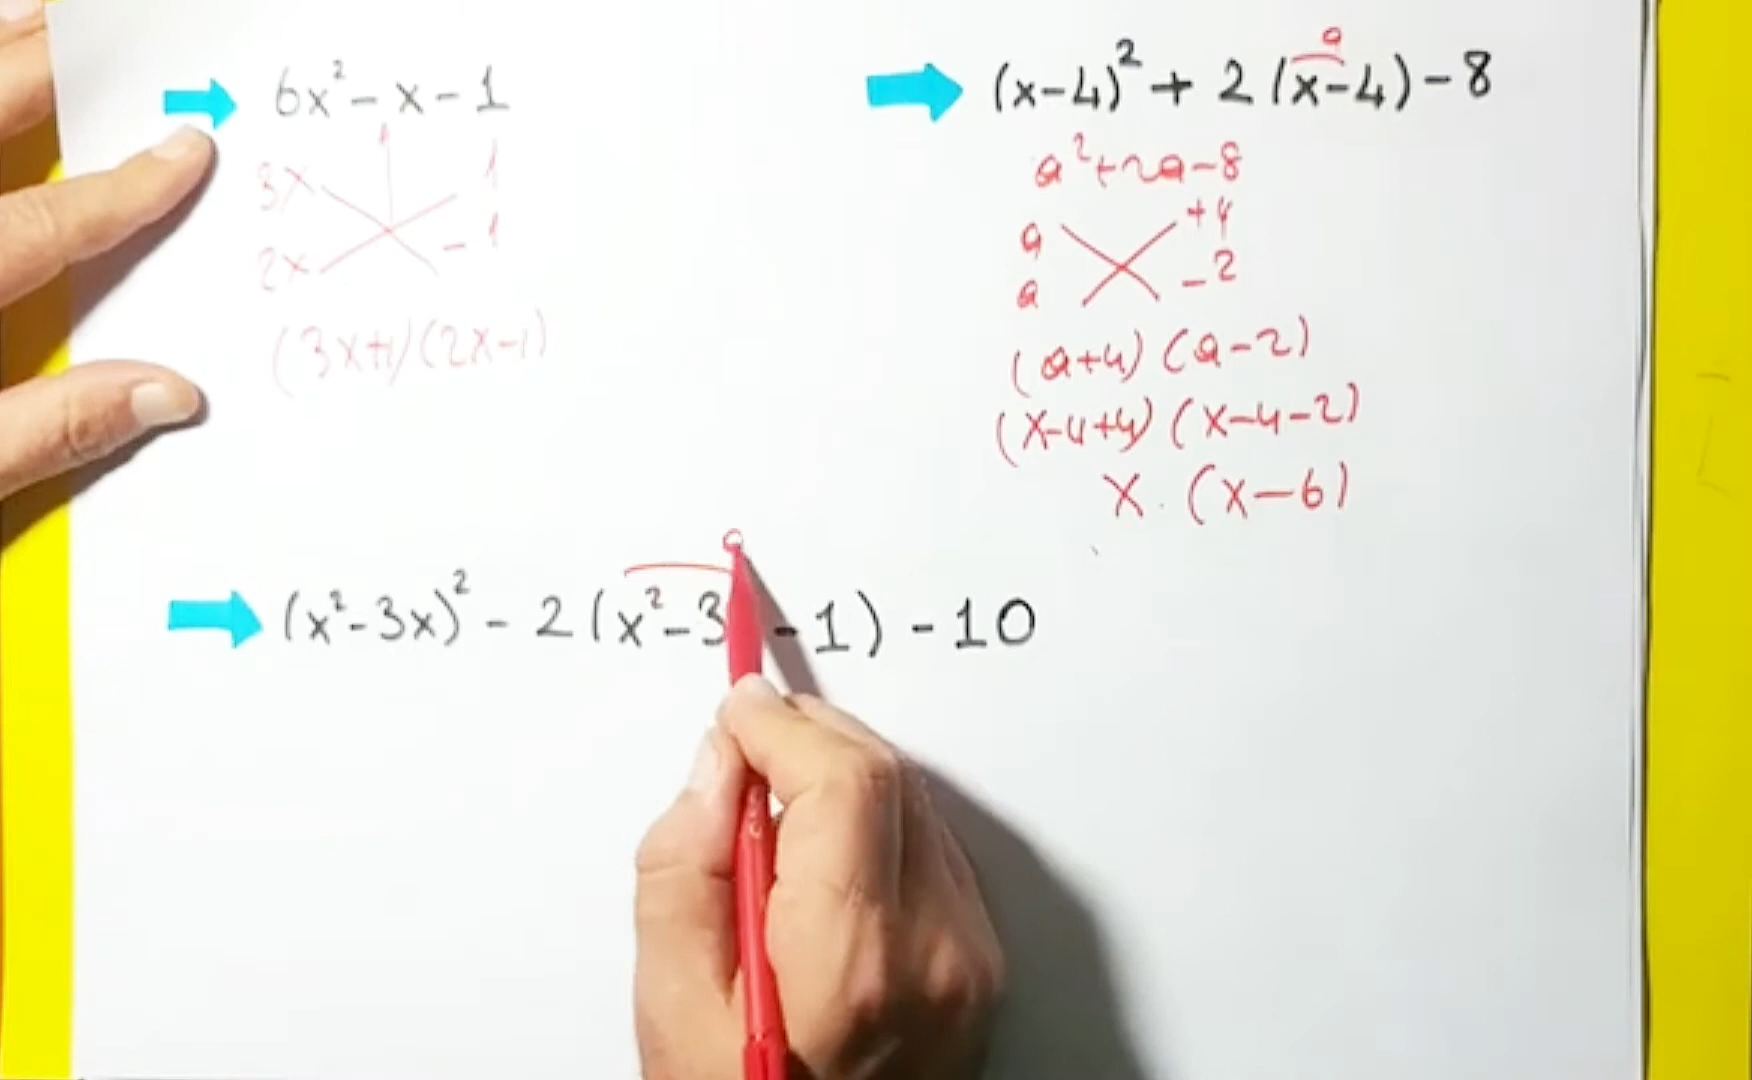 6x² - x - 1
3x 1
2x - 1
(3x+1)(2x-1)
a
(x-4)² + 2(x-4) - 8
a²+2a-8
a +4
a -2
(a+4)(a-2)
(x-4+4)(x-4-2)
x.(x-6)
a
(x²-3x)² - 2(x²-3 -1) - 10